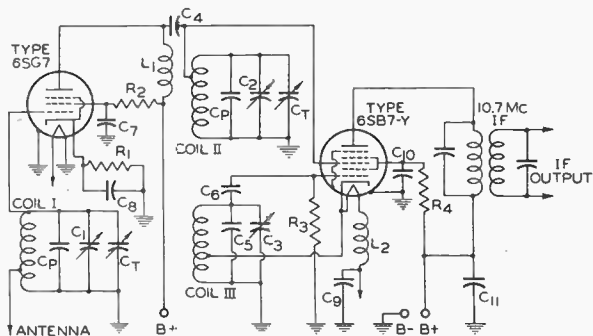 C4
TYPE
6SG7
L1
R2
C2
CP
CT
TYPE
6SB7-Y
10.7 MC
IF
C7
COIL II
C10
IF
OUTPUT
R1
C6
C8
R4
COIL I
C1
CP
CT
C5
C3
R3
L2
COIL III
C9
C11
ANTENNA
B+
B-
B+